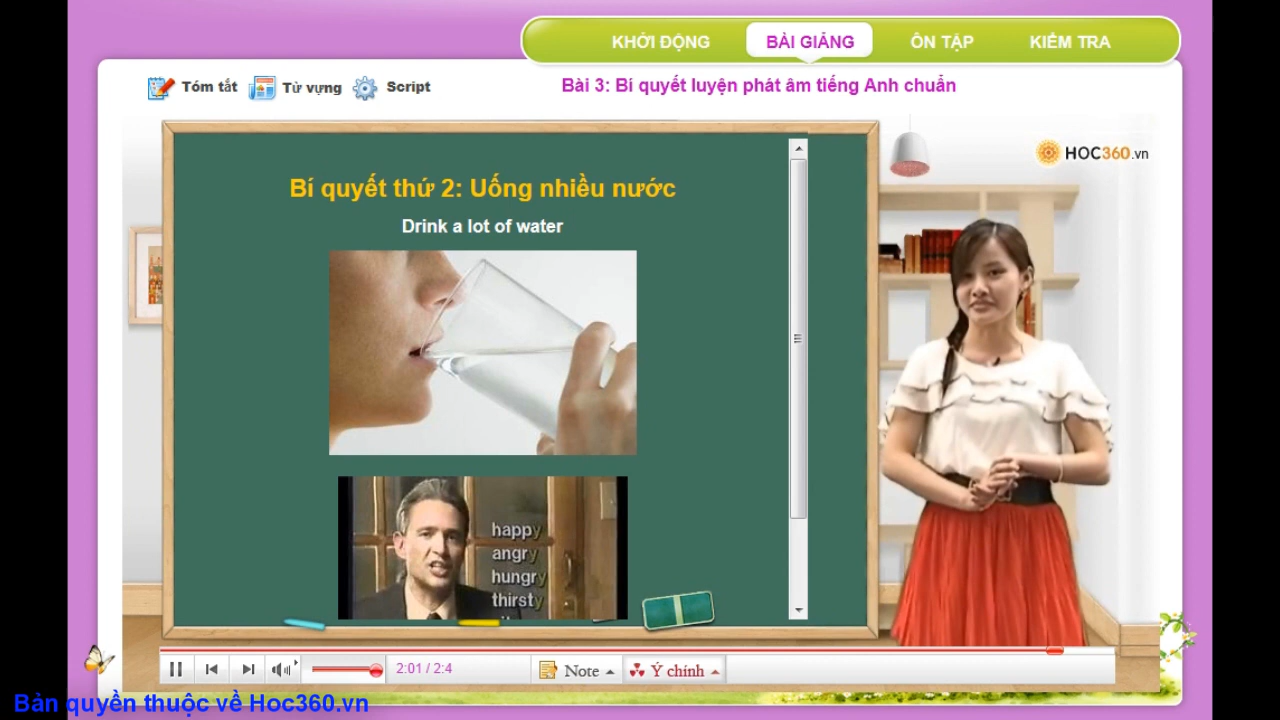 KHỞI ĐỘNG BÀI GIẢNG ÔN TẬP KIỂM TRA
Tóm tắt Từ vựng Script Bài 3: Bí quyết luyện phát âm tiếng Anh chuẩn
HOC360.vn
Bí quyết thứ 2: Uống nhiều nước
Drink a lot of water
happy
angry
hungry
thirsty
2:01 / 2:4 Note Ý chính
Bản quyền thuộc về Hoc360.vn